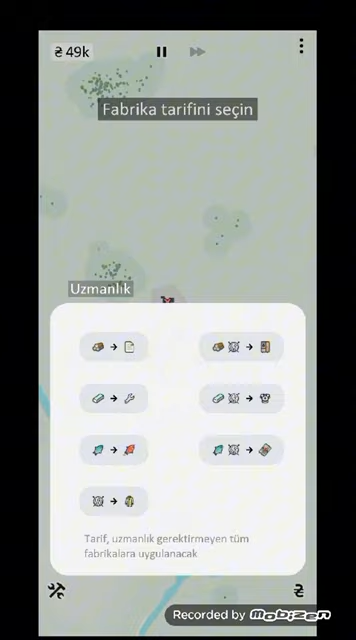 ₴ 49k
Fabrika tarifini seçin
Uzmanlık
Tarif, uzmanlık gerektirmeyen tüm
fabrikalara uygulanacak
₴
Recorded by mobizen